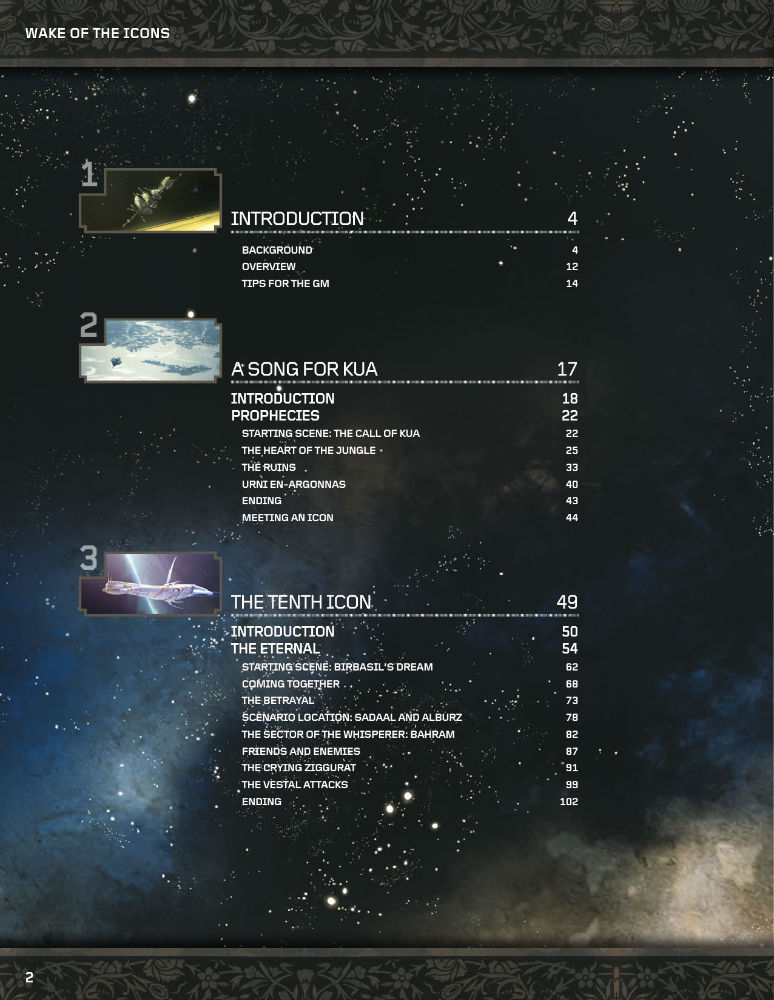 WAKE OF THE ICONS
1
INTRODUCTION 4
BACKGROUND 4
OVERVIEW 12
TIPS FOR THE GM 14
2
A SONG FOR KUA 17
INTRODUCTION 18
PROPHECIES 22
STARTING SCENE: THE CALL OF KUA 22
THE HEART OF THE JUNGLE 25
THE RUINS 33
URNI EN-ARGONNAS 40
ENDING 43
MEETING AN ICON 44
3
THE TENTH ICON 49
INTRODUCTION 50
THE ETERNAL 54
STARTING SCENE: BIRBASIL'S DREAM 62
COMING TOGETHER 68
THE BETRAYAL 73
SCENARIO LOCATION: SADAAL AND ALBURZ 78
THE SECTOR OF THE WHISPERER: BAHRAM 82
FRIENDS AND ENEMIES 87
THE CRYING ZIGGURAT 91
THE VESTAL ATTACKS 99
ENDING 102
2